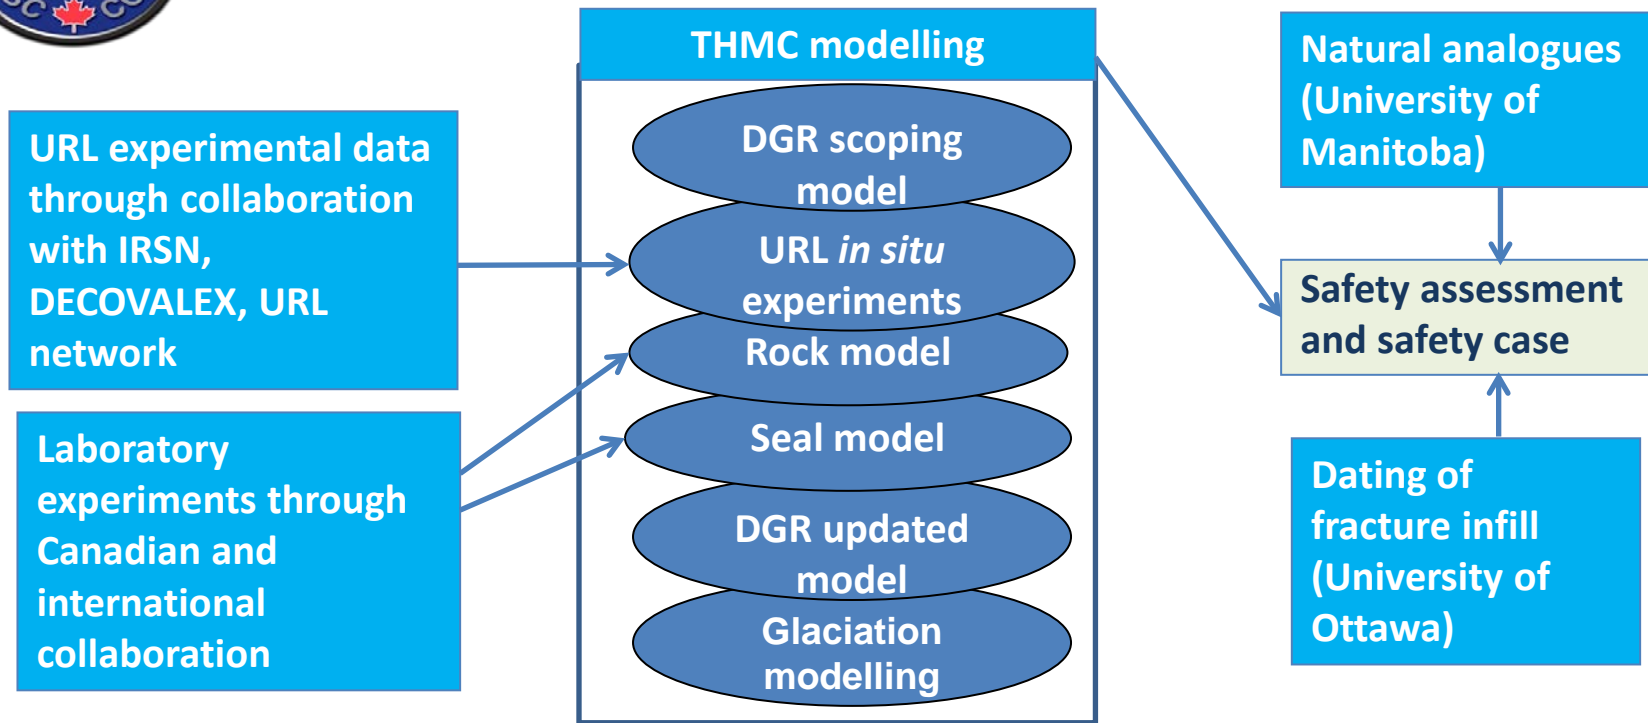 SC CC
THMC modelling
DGR scoping
model
URL in situ
experiments
Rock model
Seal model
DGR updated
model
Glaciation
modelling
URL experimental data
through collaboration
with IRSN,
DECOVALEX, URL
network
Laboratory
experiments through
Canadian and
international
collaboration
Natural analogues
(University of
Manitoba)
Safety assessment
and safety case
Dating of
fracture infill
(University of
Ottawa)